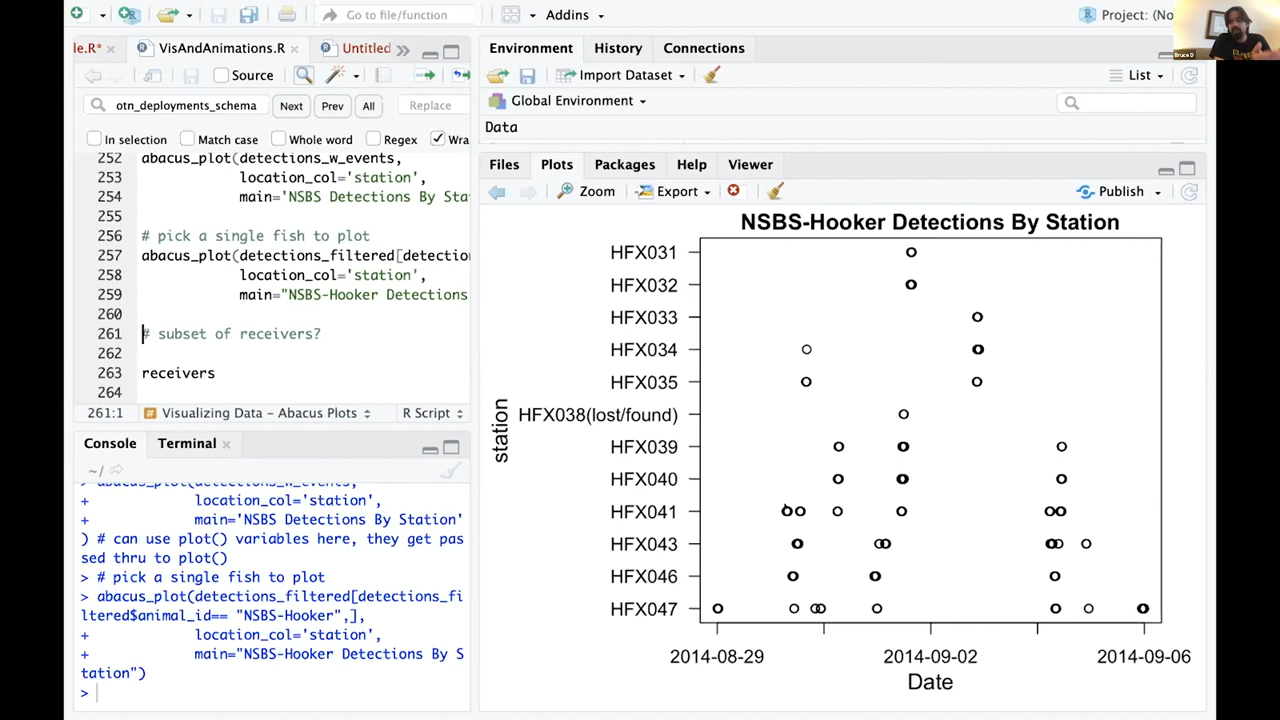 Go to file/function
Addins
Project: (No
le.R*
VisAndAnimations.R
Untitled
Source
otn_deployments_schema
Next
Prev
All
Replace
In selection
Match case
Whole word
Regex
Wra
252 abacus_plot(detections_w_events,
253 location_col='station',
254 main='NSBS Detections By Sta
255
256 # pick a single fish to plot
257 abacus_plot(detections_filtered[detectio
258 location_col='station',
259 main="NSBS-Hooker Detections
260
261 # subset of receivers?
262
263 receivers
264
261:1
Visualizing Data - Abacus Plots
R Script
Console
Terminal
~/
> abacus_plot(detections_w_events,
+ location_col='station',
+ main='NSBS Detections By Station'
) # can use plot() variables here, they get pas
sed thru to plot()
> # pick a single fish to plot
> abacus_plot(detections_filtered[detections_fi
ltered$animal_id== "NSBS-Hooker",],
+ location_col='station',
+ main="NSBS-Hooker Detections By S
tation")
>
Environment
History
Connections
Import Dataset
List
Global Environment
Data
Files
Plots
Packages
Help
Viewer
Zoom
Export
Publish
NSBS-Hooker Detections By Station
HFX031
HFX032
HFX033
HFX034
HFX035
HFX038(lost/found)
HFX039
HFX040
HFX041
HFX043
HFX046
HFX047
station
2014-08-29
2014-09-02
2014-09-06
Date
Bruce D